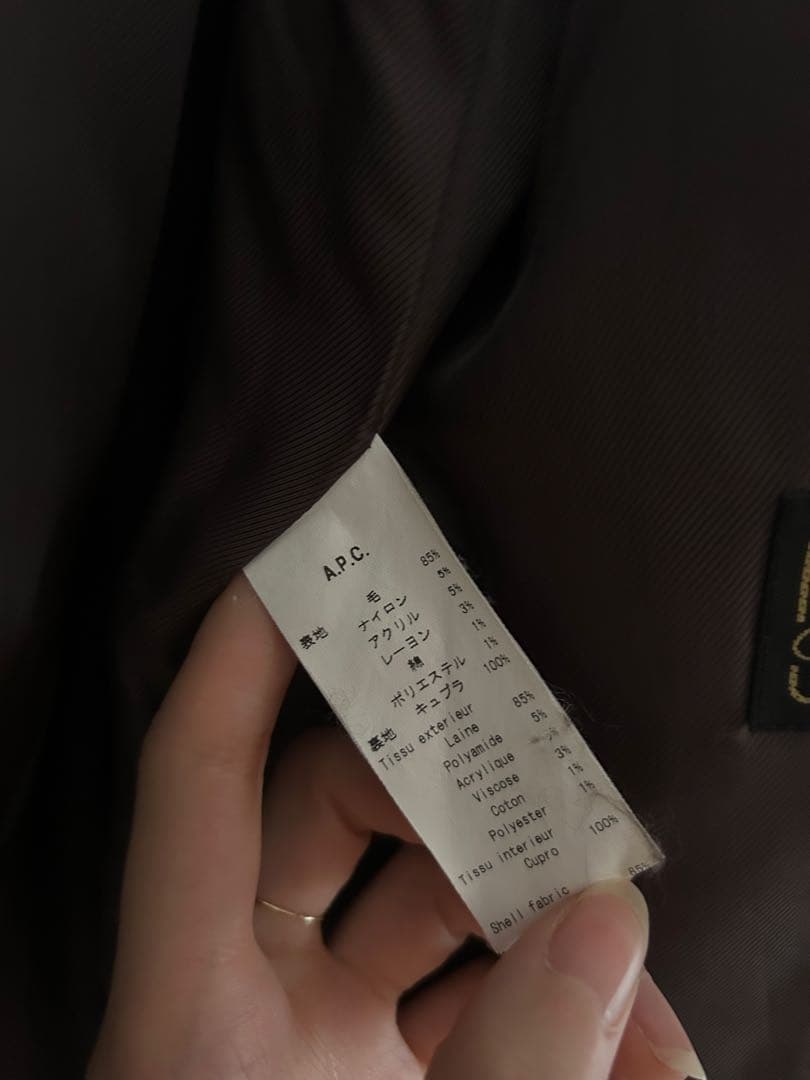 A.P.C.
表地 毛 85%
ナイロン 5%
アクリル 5%
レーヨン 3%
綿 1%
ポリエステル 1%
裏地 キュプラ 100%
Tissu exterieur
Laine 85%
Polyamide 5%
Acrylique
Viscose 3%
Coton 1%
Polyester 1%
Tissu interieur
Cupro 100%
Shell fabric 85%